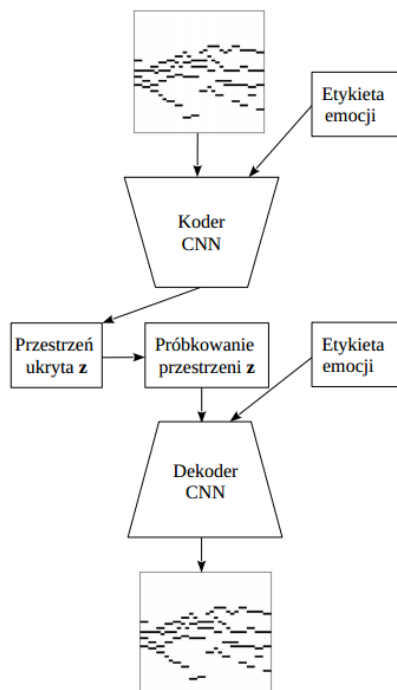 Etykieta
emocji
Koder
CNN
Przestrzeń
ukryta z
Próbkowanie
przestrzeni z
Etykieta
emocji
Dekoder
CNN